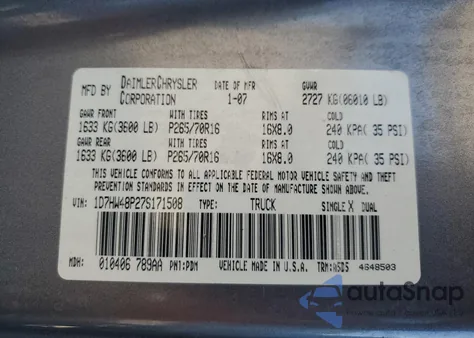 MFD BY DAIMLERCHRYSLER CORPORATION DATE OF MFR 1-07 GVWR 2727 KG(06010 LB)
GAWR FRONT WITH TIRES RIMS AT COLD
1633 KG(3600 LB) P265/70R16 16X8.0 240 KPA( 35 PSI)
GAWR REAR WITH TIRES RIMS AT COLD
1633 KG(3600 LB) P265/70R16 16X8.0 240 KPA( 35 PSI)
THIS VEHICLE CONFORMS TO ALL APPLICABLE FEDERAL MOTOR VEHICLE SAFETY AND THEFT
PREVENTION STANDARDS IN EFFECT ON THE DATE OF MANUFACTURE SHOWN ABOVE.
VIN: 1D7HW48P27S171508 TYPE: TRUCK SINGLE X DUAL
MDH: 010406 789AA PNT:PDM VEHICLE MADE IN U.S.A. TRM:A5DS 4648503
autoSnap